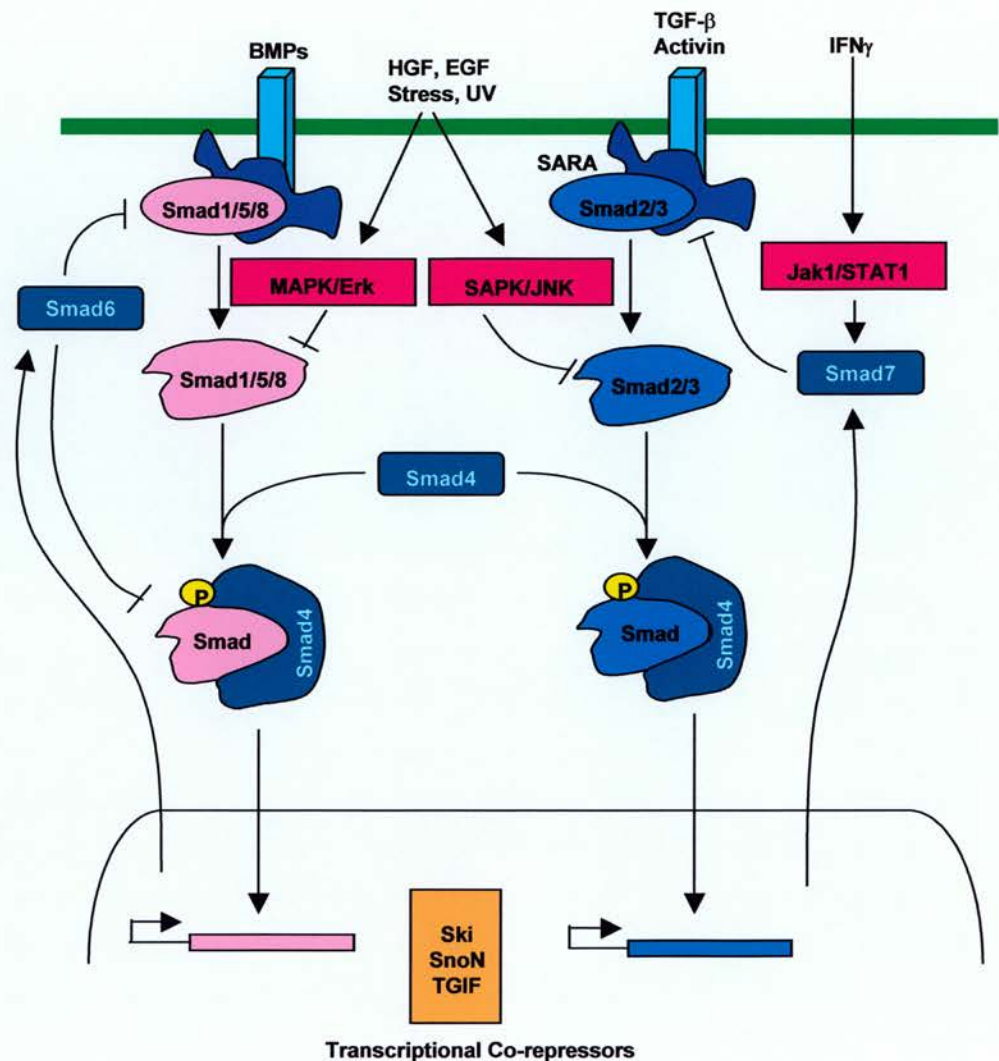 BMPs
HGF, EGF
Stress, UV
TGF-β
Activin
IFNγ
SARA
Smad1/5/8
Smad2/3
MAPK/Erk
SAPK/JNK
Jak1/STAT1
Smad6
Smad1/5/8
Smad2/3
Smad7
Smad4
P
Smad
Smad4
P
Smad
Smad4
Ski
SnoN
TGIF
Transcriptional Co-repressors